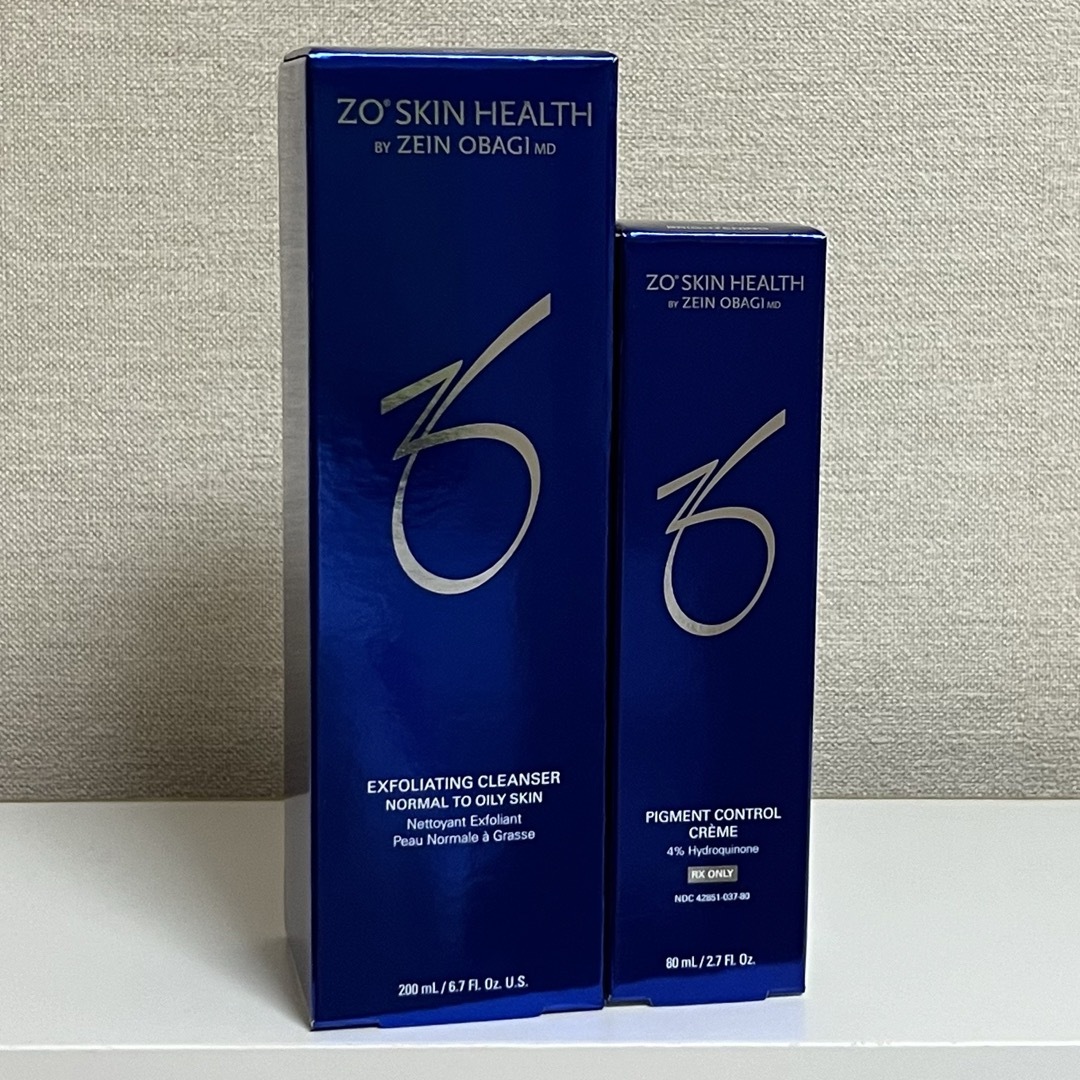 ZO® SKIN HEALTH
BY ZEIN OBAGI MD
EXFOLIATING CLEANSER
NORMAL TO OILY SKIN
Nettoyant Exfoliant
Peau Normale à Grasse
200 mL / 6.7 Fl. Oz. U.S.
ZO® SKIN HEALTH
BY ZEIN OBAGI MD
PIGMENT CONTROL
CRÈME
4% Hydroquinone
RX ONLY
NDC 42851-037-80
80 mL / 2.7 Fl. Oz.